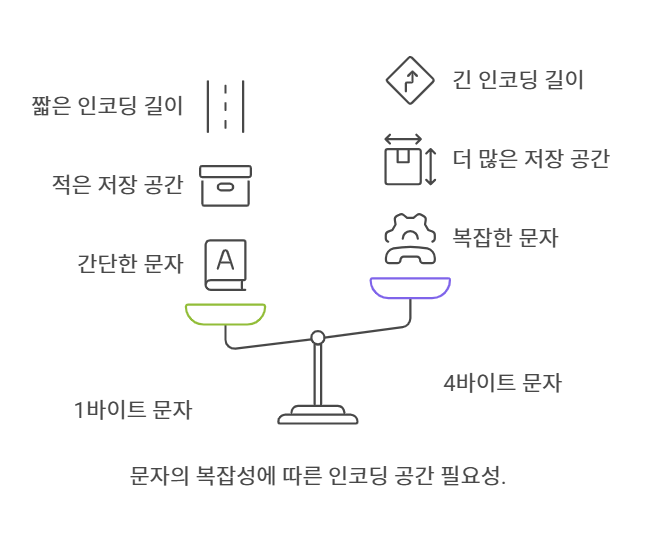 짧은 인코딩 길이
적은 저장 공간
간단한 문자
A
1바이트 문자
긴 인코딩 길이
더 많은 저장 공간
복잡한 문자
4바이트 문자
문자의 복잡성에 따른 인코딩 공간 필요성.